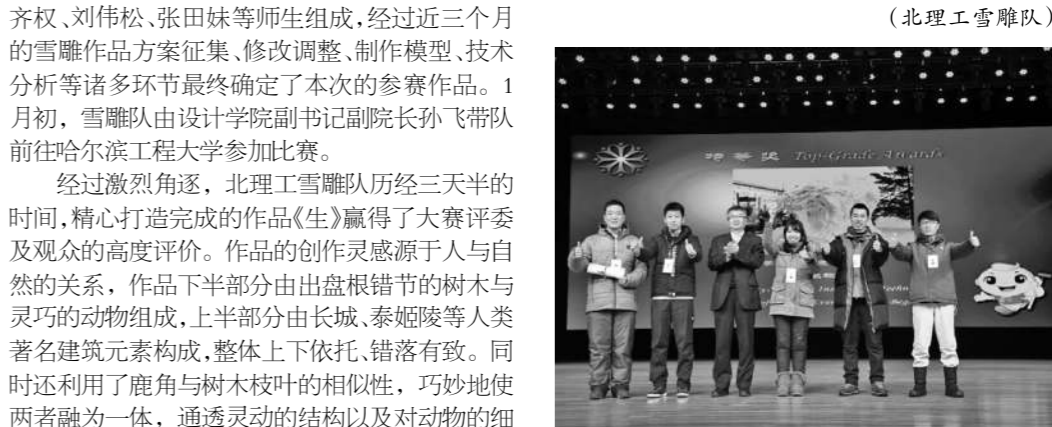 齐权、刘伟松、张田妹等师生组成,经过近三个月
的雪雕作品方案征集、修改调整、制作模型、技术
分析等诸多环节最终确定了本次的参赛作品。1
月初，雪雕队由设计学院副书记副院长孙飞带队
前往哈尔滨工程大学参加比赛。
经过激烈角逐，北理工雪雕队历经三天半的
时间,精心打造完成的作品《生》赢得了大赛评委
及观众的高度评价。作品的创作灵感源于人与自
然的关系，作品下半部分由出盘根错节的树木与
灵巧的动物组成,上半部分由长城、泰姬陵等人类
著名建筑元素构成,整体上下依托、错落有致。同
时还利用了鹿角与树木枝叶的相似性，巧妙地使
两者融为一体，通透灵动的结构以及对动物的细
(北理工雪雕队)
特等奖 Top-Grade Awards